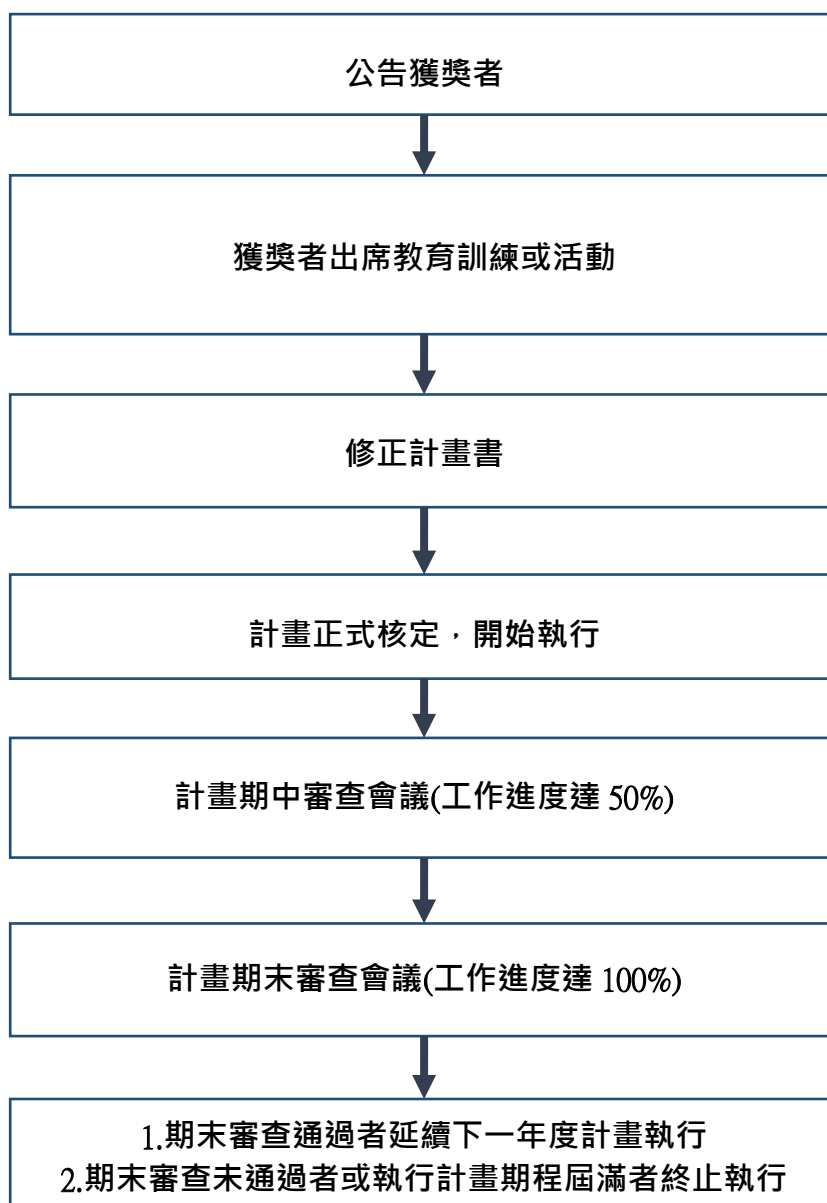 公告獲獎者
獲獎者出席教育訓練或活動
修正計畫書
計畫正式核定，開始執行
計畫期中審查會議(工作進度達 50%)
計畫期末審查會議(工作進度達 100%)
1.期末審查通過者延續下一年度計畫執行
2.期末審查未通過者或執行計畫期程屆滿者終止執行